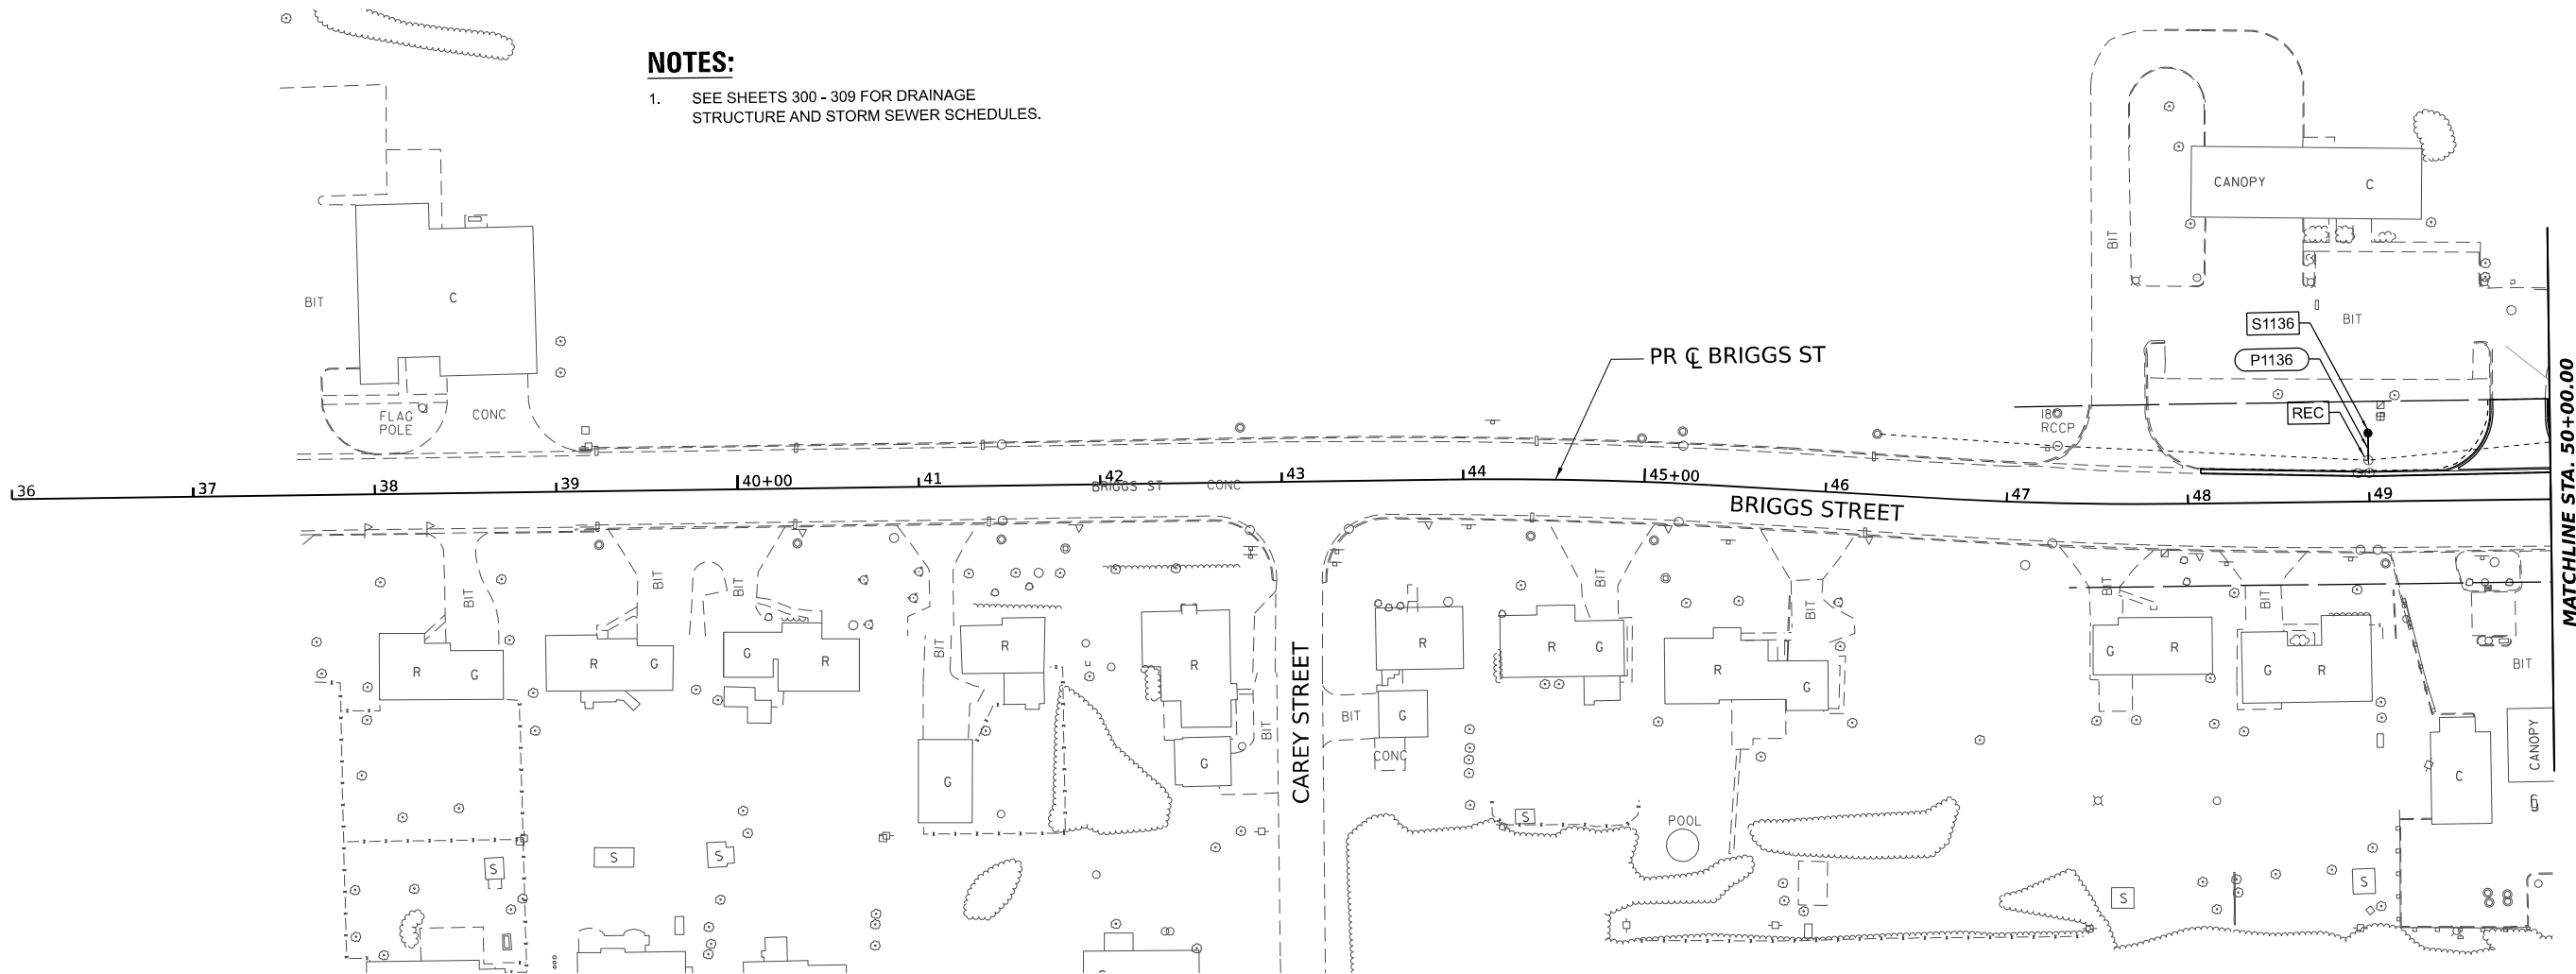 NOTES:
1. SEE SHEETS 300 - 309 FOR DRAINAGE
STRUCTURE AND STORM SEWER SCHEDULES.
CANOPY
C
BIT
BIT
S1136
P1136
REC
18"
RCCP
BIT
C
FLAG
POLE
CONC
PR ℄ BRIGGS ST
MATCHLINE STA. 50+00.00
36
37
38
39
40+00
41
42
43
44
45+00
46
47
48
49
BRIGGS ST CONC
BRIGGS STREET
CAREY STREET
BIT
BIT
BIT
BIT
BIT
BIT
BIT
BIT
BIT
BIT
BIT
R
G
R
G
G
R
R
R
R
R
G
R
G
G
R
G
R
G
G
G
CONC
CANOPY
C
G
POOL
S
S
S
S
S
S